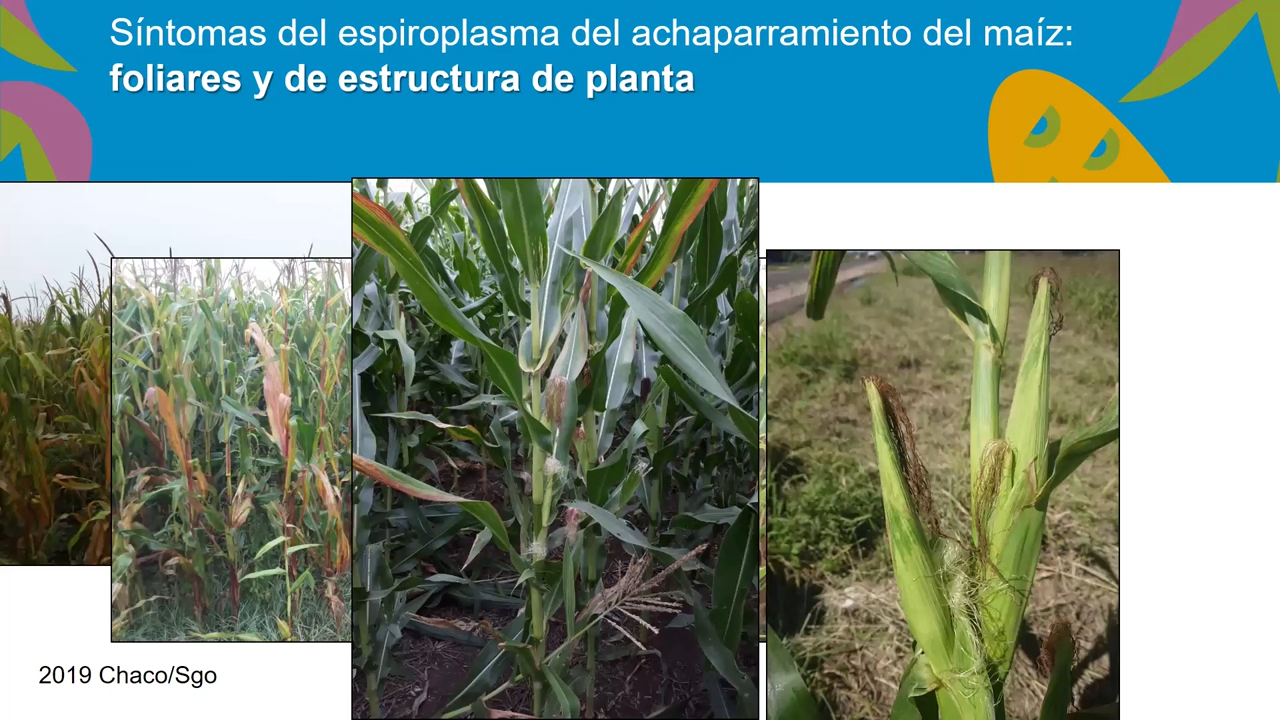 Síntomas del espiroplasma del achaparramiento del maíz:
foliares y de estructura de planta
2019 Chaco/Sgo